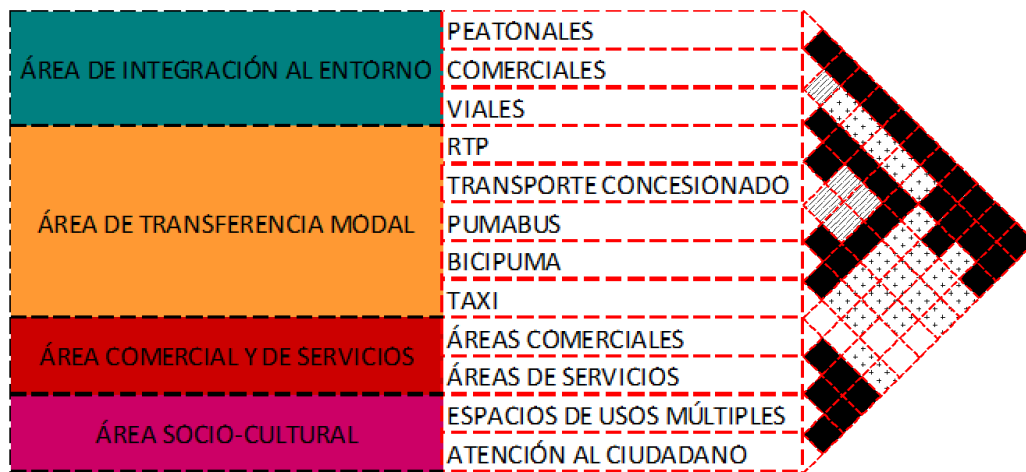 ÁREA DE INTEGRACIÓN AL ENTORNO
PEATONALES
COMERCIALES
VIALES
ÁREA DE TRANSFERENCIA MODAL
RTP
TRANSPORTE CONCESIONADO
PUMABUS
BICIPUMA
TAXI
ÁREA COMERCIAL Y DE SERVICIOS
ÁREAS COMERCIALES
ÁREAS DE SERVICIOS
ÁREA SOCIO-CULTURAL
ESPACIOS DE USOS MÚLTIPLES
ATENCIÓN AL CIUDADANO